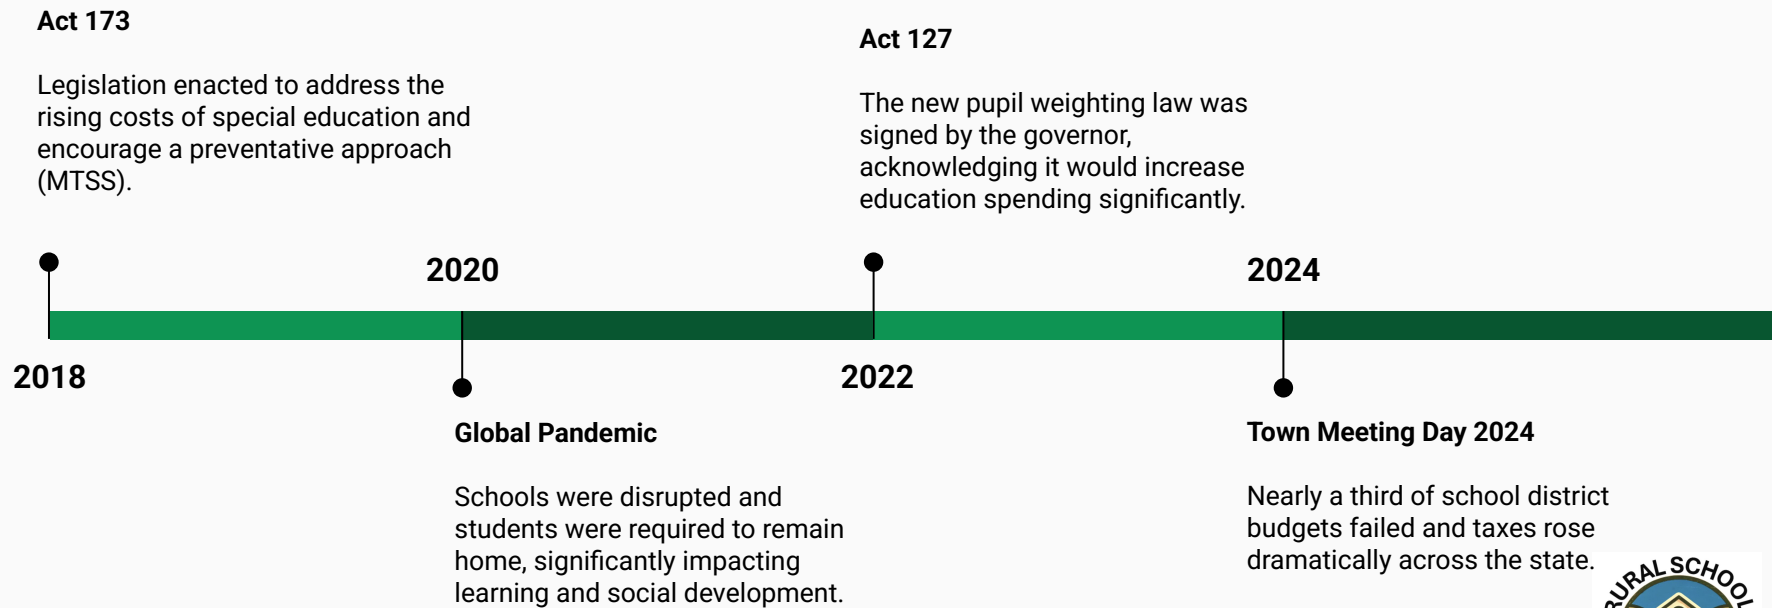 Act 173
Legislation enacted to address the
rising costs of special education and
encourage a preventative approach
(MTSS).
Act 127
The new pupil weighting law was
signed by the governor,
acknowledging it would increase
education spending significantly.
2020
2024
2018
2022
Global Pandemic
Schools were disrupted and
students were required to remain
home, significantly impacting
learning and social development.
Town Meeting Day 2024
Nearly a third of school district
budgets failed and taxes rose
dramatically across the state.
RURAL SCHOOL